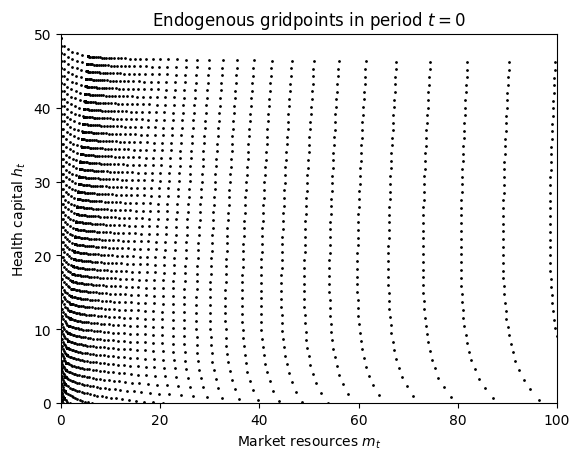 Endogenous gridpoints in period $t = 0$
50
40
30
20
10
0
Health capital $h_t$
0 20 40 60 80 100
Market resources $m_t$